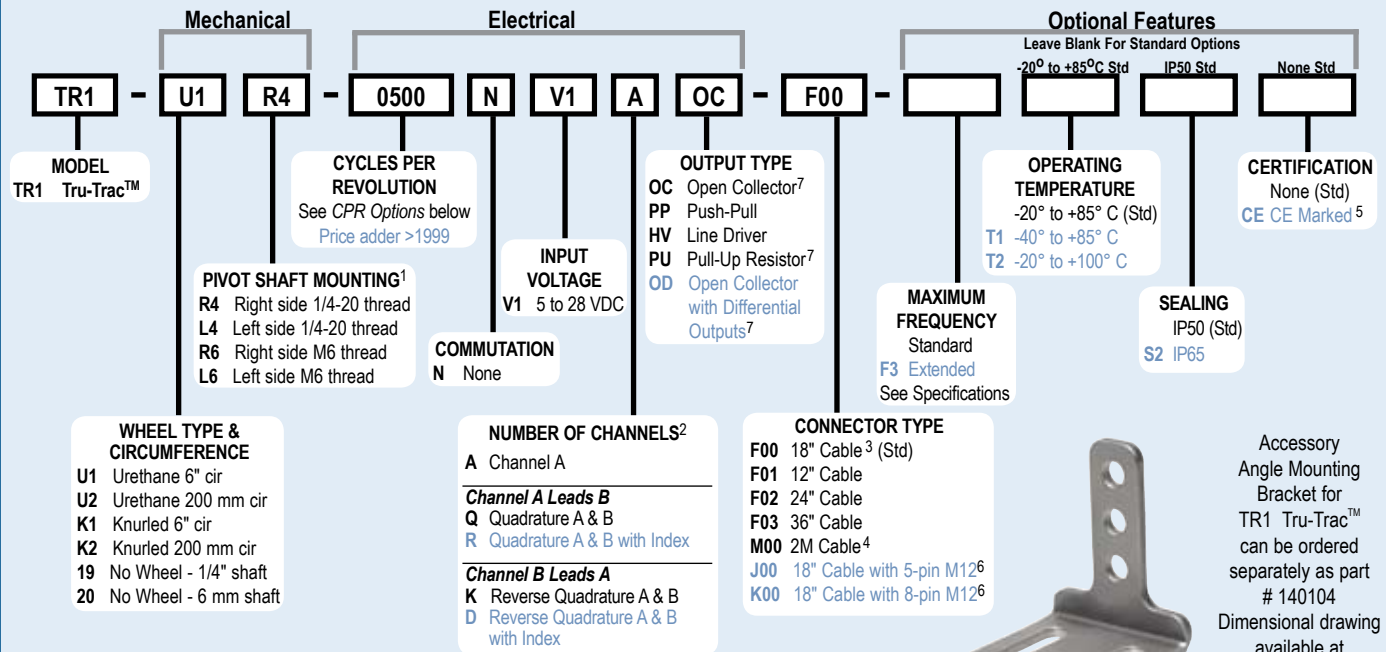 Mechanical
Electrical
Optional Features
Leave Blank For Standard Options
-20° to +85°C Std
IP50 Std
None Std
TR1 - U1 R4 - 0500 N V1 A OC - F00 -
MODEL
TR1 Tru-Trac™
CYCLES PER
REVOLUTION
See CPR Options below
Price adder >1999
PIVOT SHAFT MOUNTING1
R4 Right side 1/4-20 thread
L4 Left side 1/4-20 thread
R6 Right side M6 thread
L6 Left side M6 thread
WHEEL TYPE &
CIRCUMFERENCE
U1 Urethane 6" cir
U2 Urethane 200 mm cir
K1 Knurled 6" cir
K2 Knurled 200 mm cir
19 No Wheel - 1/4" shaft
20 No Wheel - 6 mm shaft
COMMUTATION
N None
INPUT
VOLTAGE
V1 5 to 28 VDC
NUMBER OF CHANNELS2
A Channel A
Channel A Leads B
Q Quadrature A & B
R Quadrature A & B with Index
Channel B Leads A
K Reverse Quadrature A & B
D Reverse Quadrature A & B
with Index
OUTPUT TYPE
OC Open Collector7
PP Push-Pull
HV Line Driver
PU Pull-Up Resistor7
OD Open Collector
with Differential
Outputs7
CONNECTOR TYPE
F00 18" Cable 3 (Std)
F01 12" Cable
F02 24" Cable
F03 36" Cable
M00 2M Cable4
J00 18" Cable with 5-pin M126
K00 18" Cable with 8-pin M126
MAXIMUM
FREQUENCY
Standard
F3 Extended
See Specifications
OPERATING
TEMPERATURE
-20° to +85° C (Std)
T1 -40° to +85° C
T2 -20° to +100° C
SEALING
IP50 (Std)
S2 IP65
CERTIFICATION
None (Std)
CE CE Marked 5
Accessory
Angle Mounting
Bracket for
TR1 Tru-Trac™
can be ordered
separately as part
# 140104
Dimensional drawing
available at